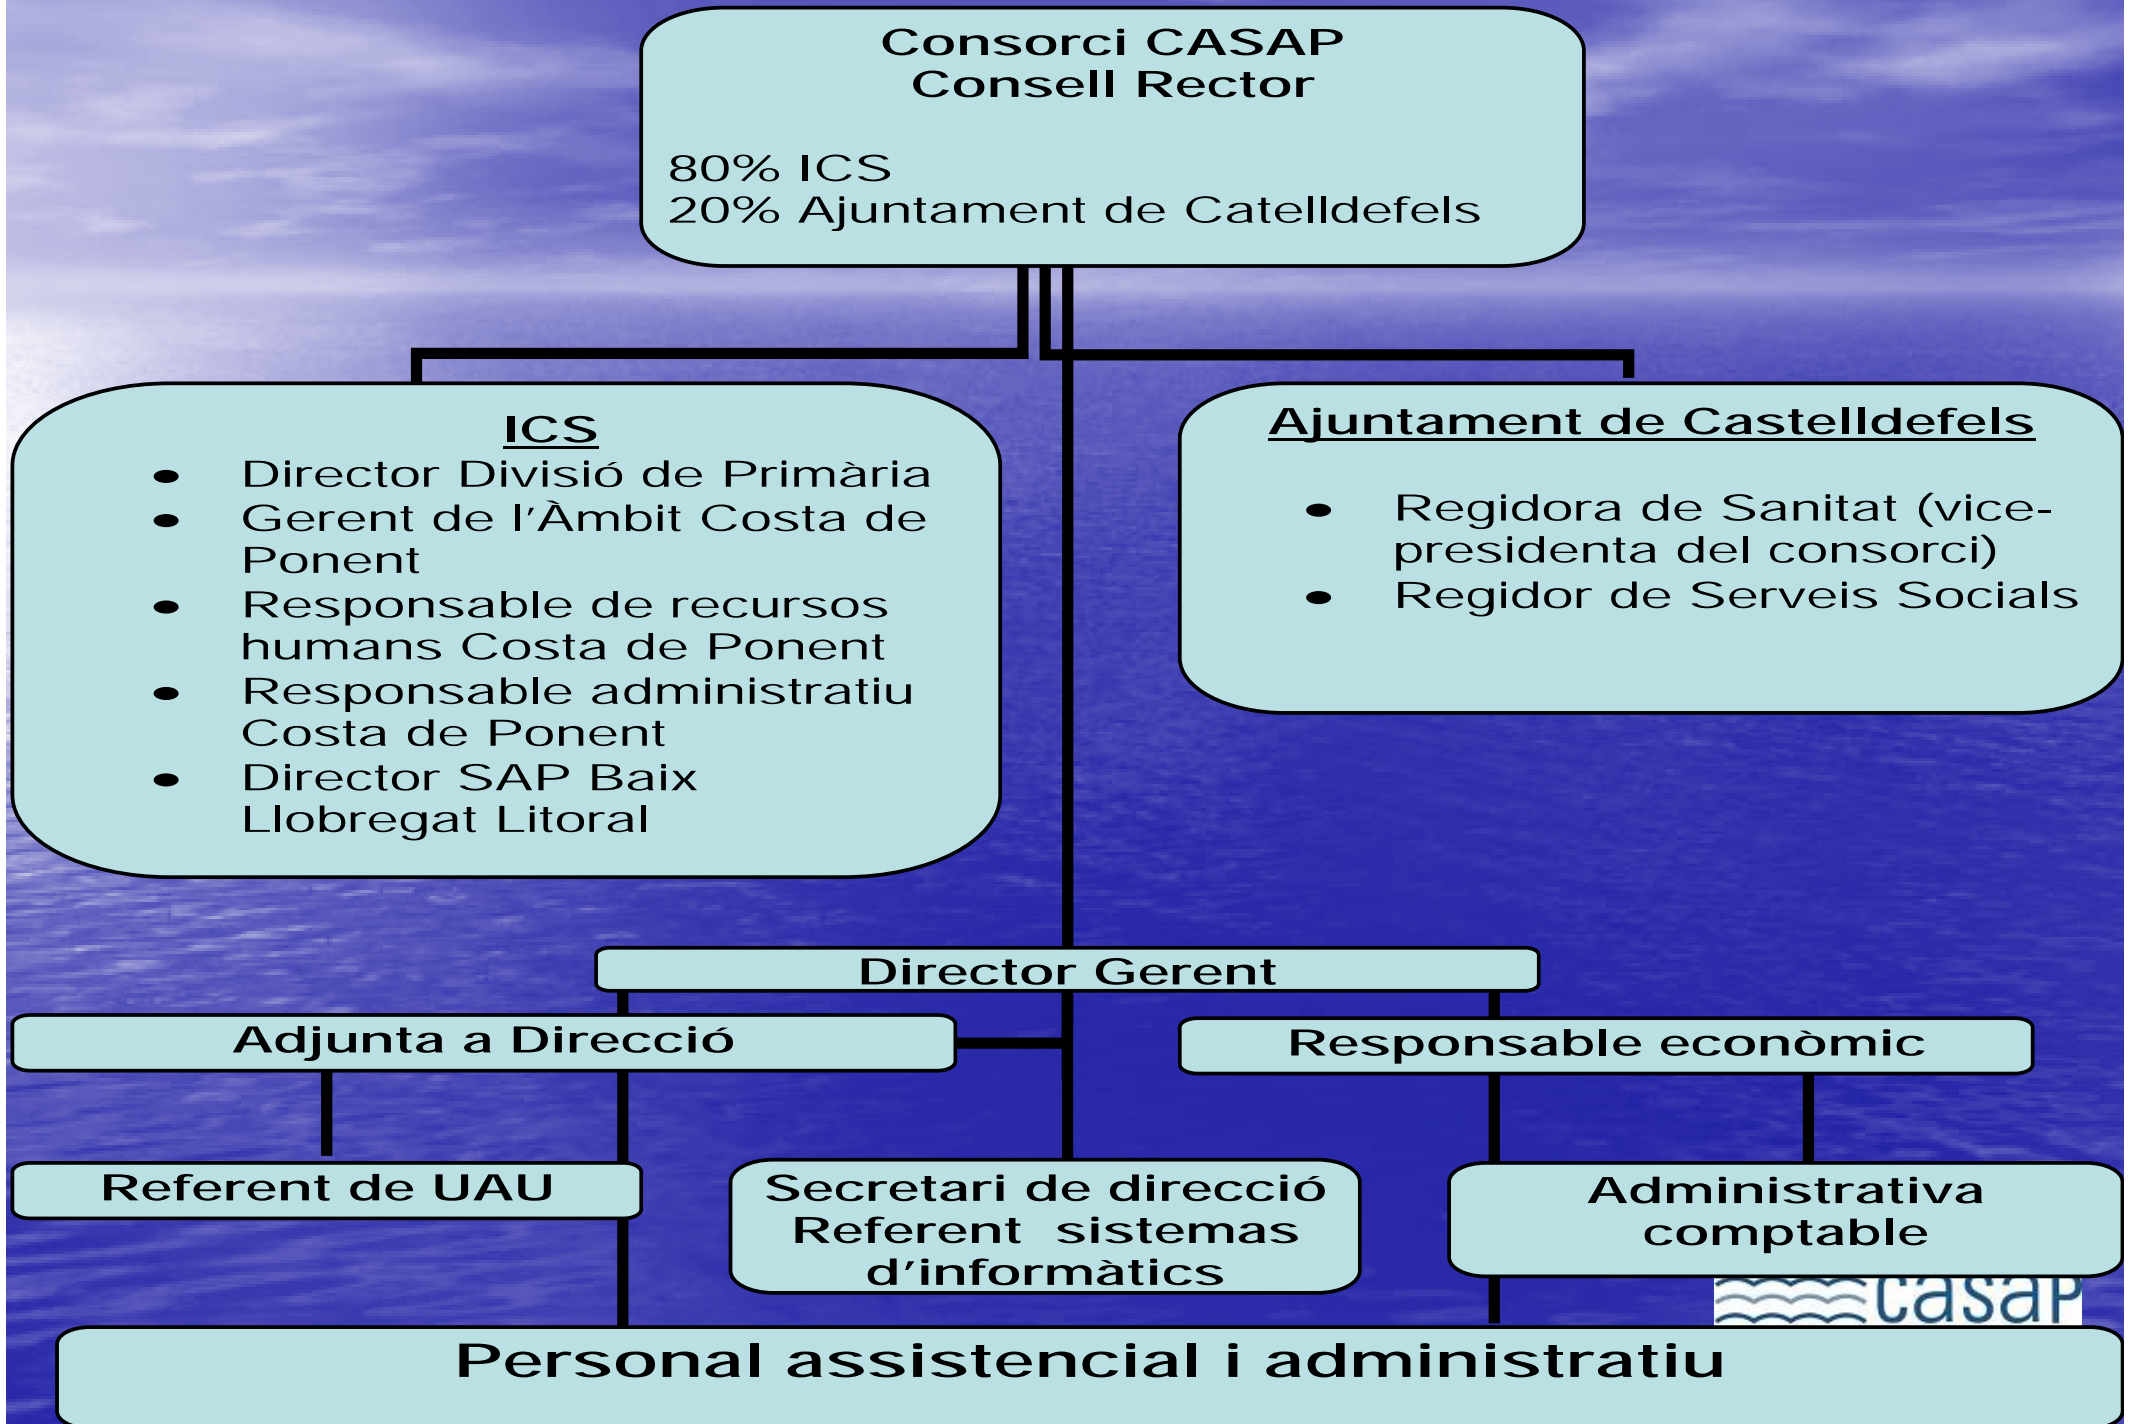 Consorci CASAP
Consell Rector
80% ICS
20% Ajuntament de Catelldefels
ICS
● Director Divisió de Primària
● Gerent de l’Àmbit Costa de
Ponent
● Responsable de recursos
humans Costa de Ponent
● Responsable administratiu
Costa de Ponent
● Director SAP Baix
Llobregat Litoral
Ajuntament de Castelldefels
● Regidora de Sanitat (vice-
presidenta del consorci)
● Regidor de Serveis Socials
Director Gerent
Adjunta a Direcció
Responsable econòmic
Referent de UAU
Secretari de direcció
Referent  sistemas
d’informàtics
Administrativa
comptable
casap
Personal assistencial i administratiu